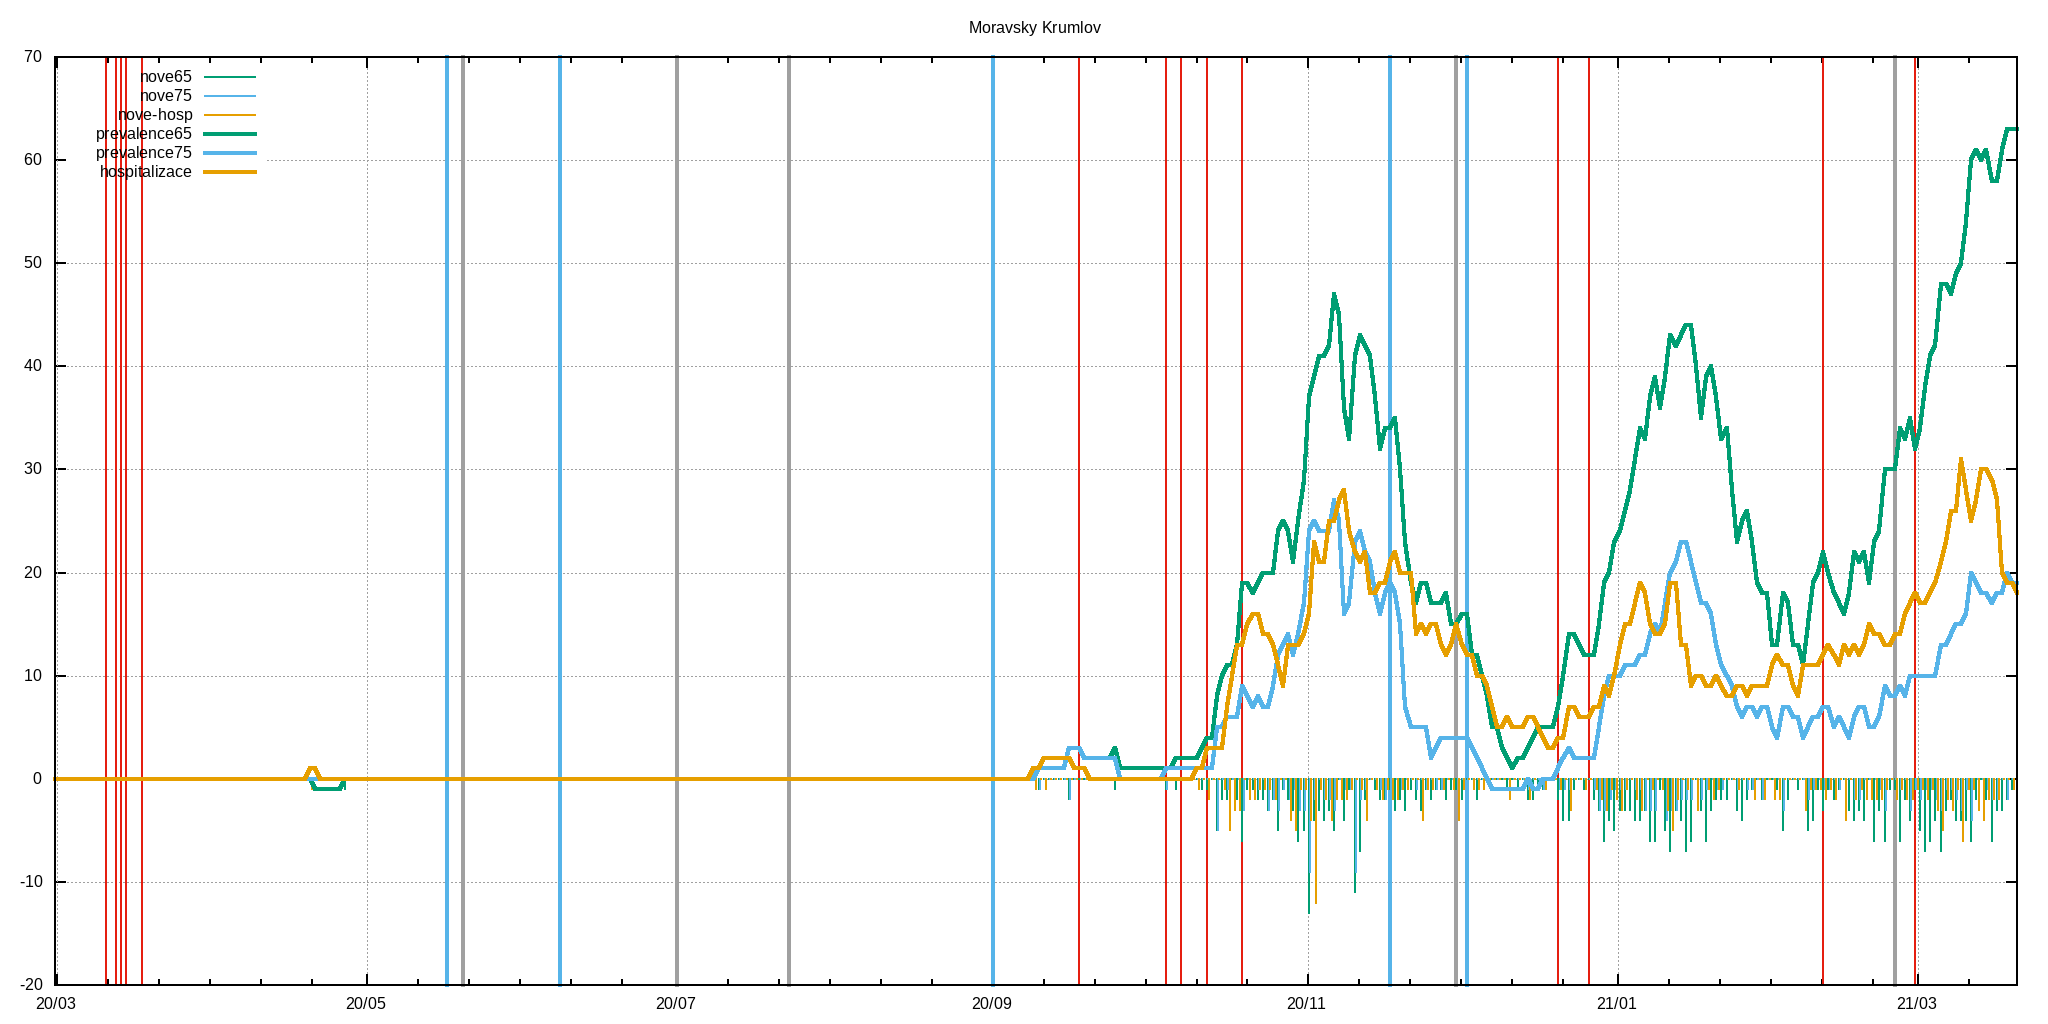 Moravsky Krumlov
70
60
50
40
30
20
10
0
-10
-20
nove65
nove75
nove-hosp
prevalence65
prevalence75
hospitalizace
20/03 20/05 20/07 20/09 20/11 21/01 21/03